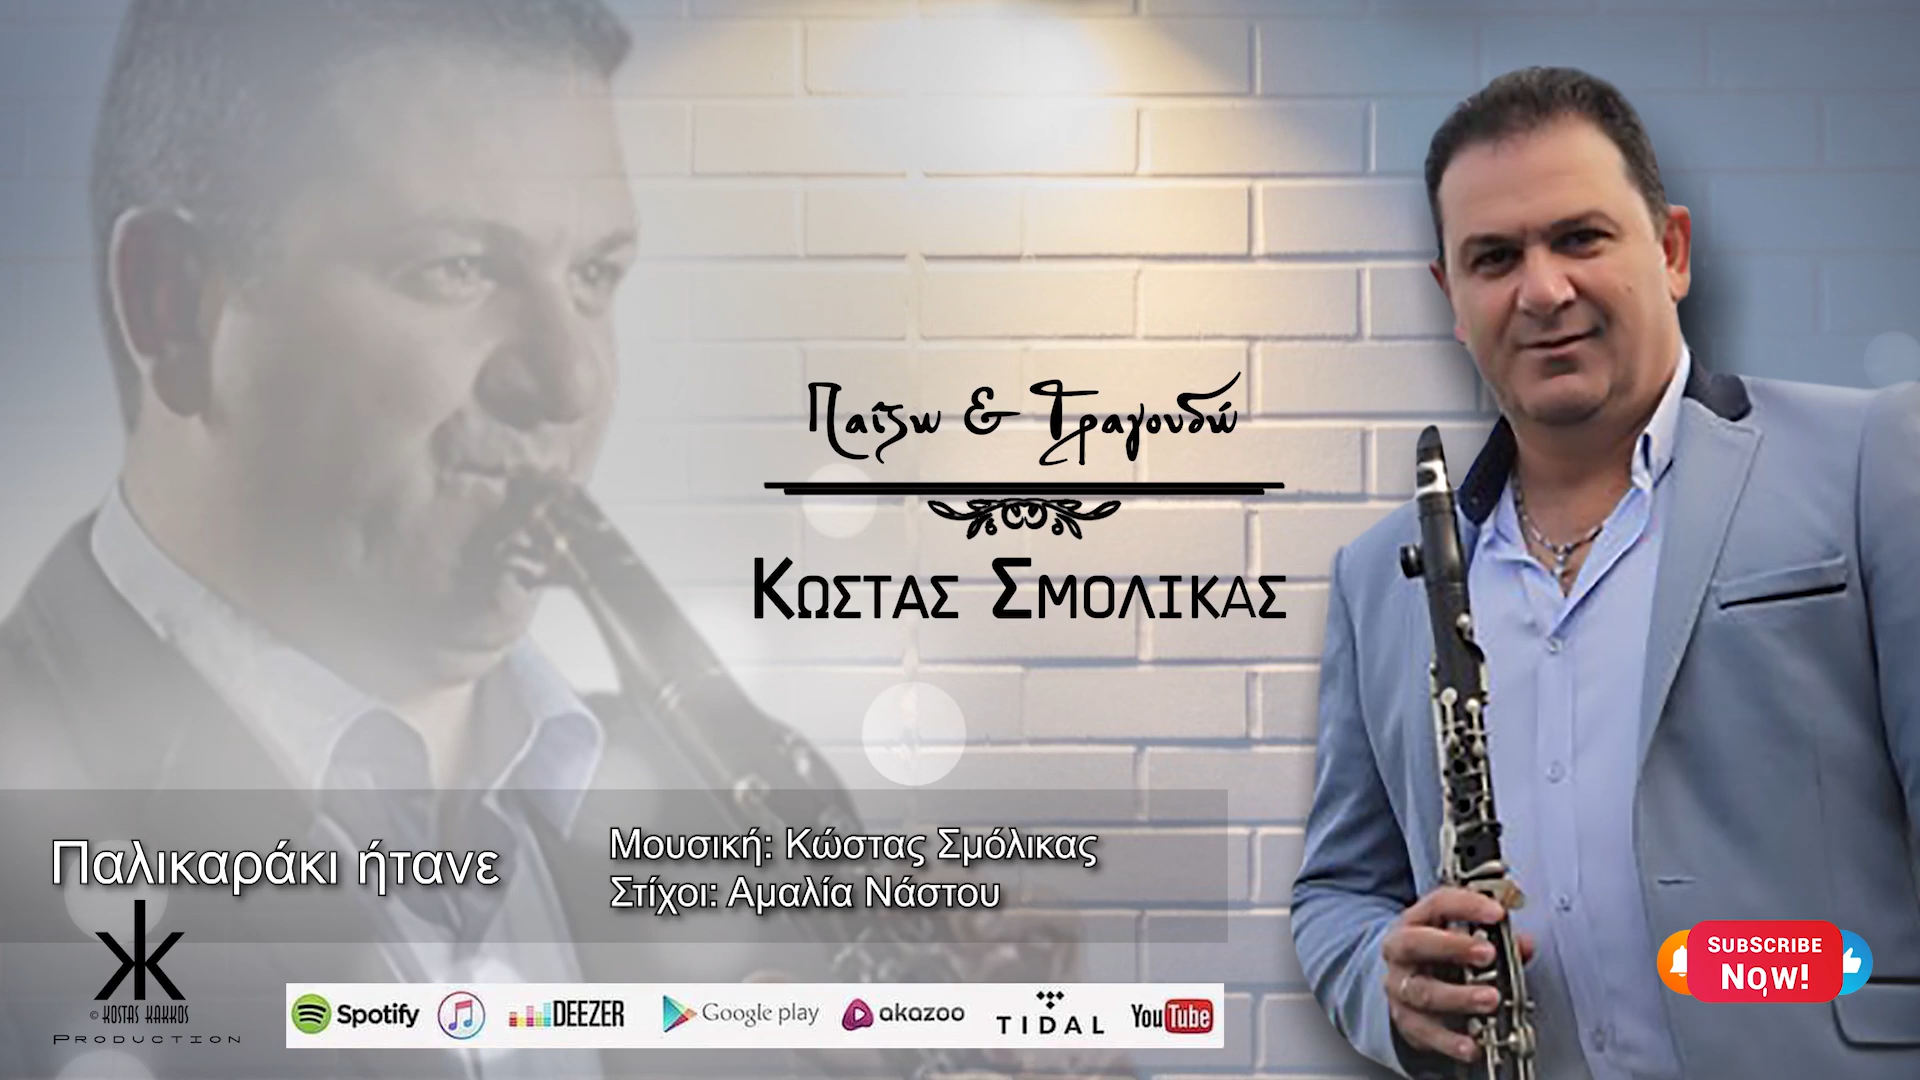 Παίζω & Τραγουδώ
ΚΩΣΤΑΣ ΣΜΟΛΙΚΑΣ
Παλικαράκι ήτανε
Μουσική: Κώστας Σμόλικας
Στίχοι: Αμαλία Νάστου
© KOSTAS KAKKOS
PRODUCTION
Spotify DEEZER Google play akazoo TIDAL YouTube
SUBSCRIBE
Now!